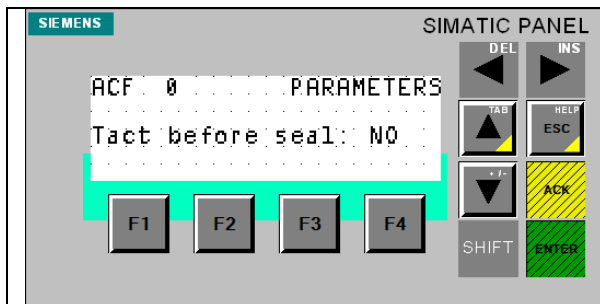 SIEMENS
SIMATIC PANEL
DEL
INS
ACF 0 PARAMETERS
TAB
HELP
ESC
Tact before seal: NO
+ / -
ACK
F1
F2
F3
F4
SHIFT
ENTER